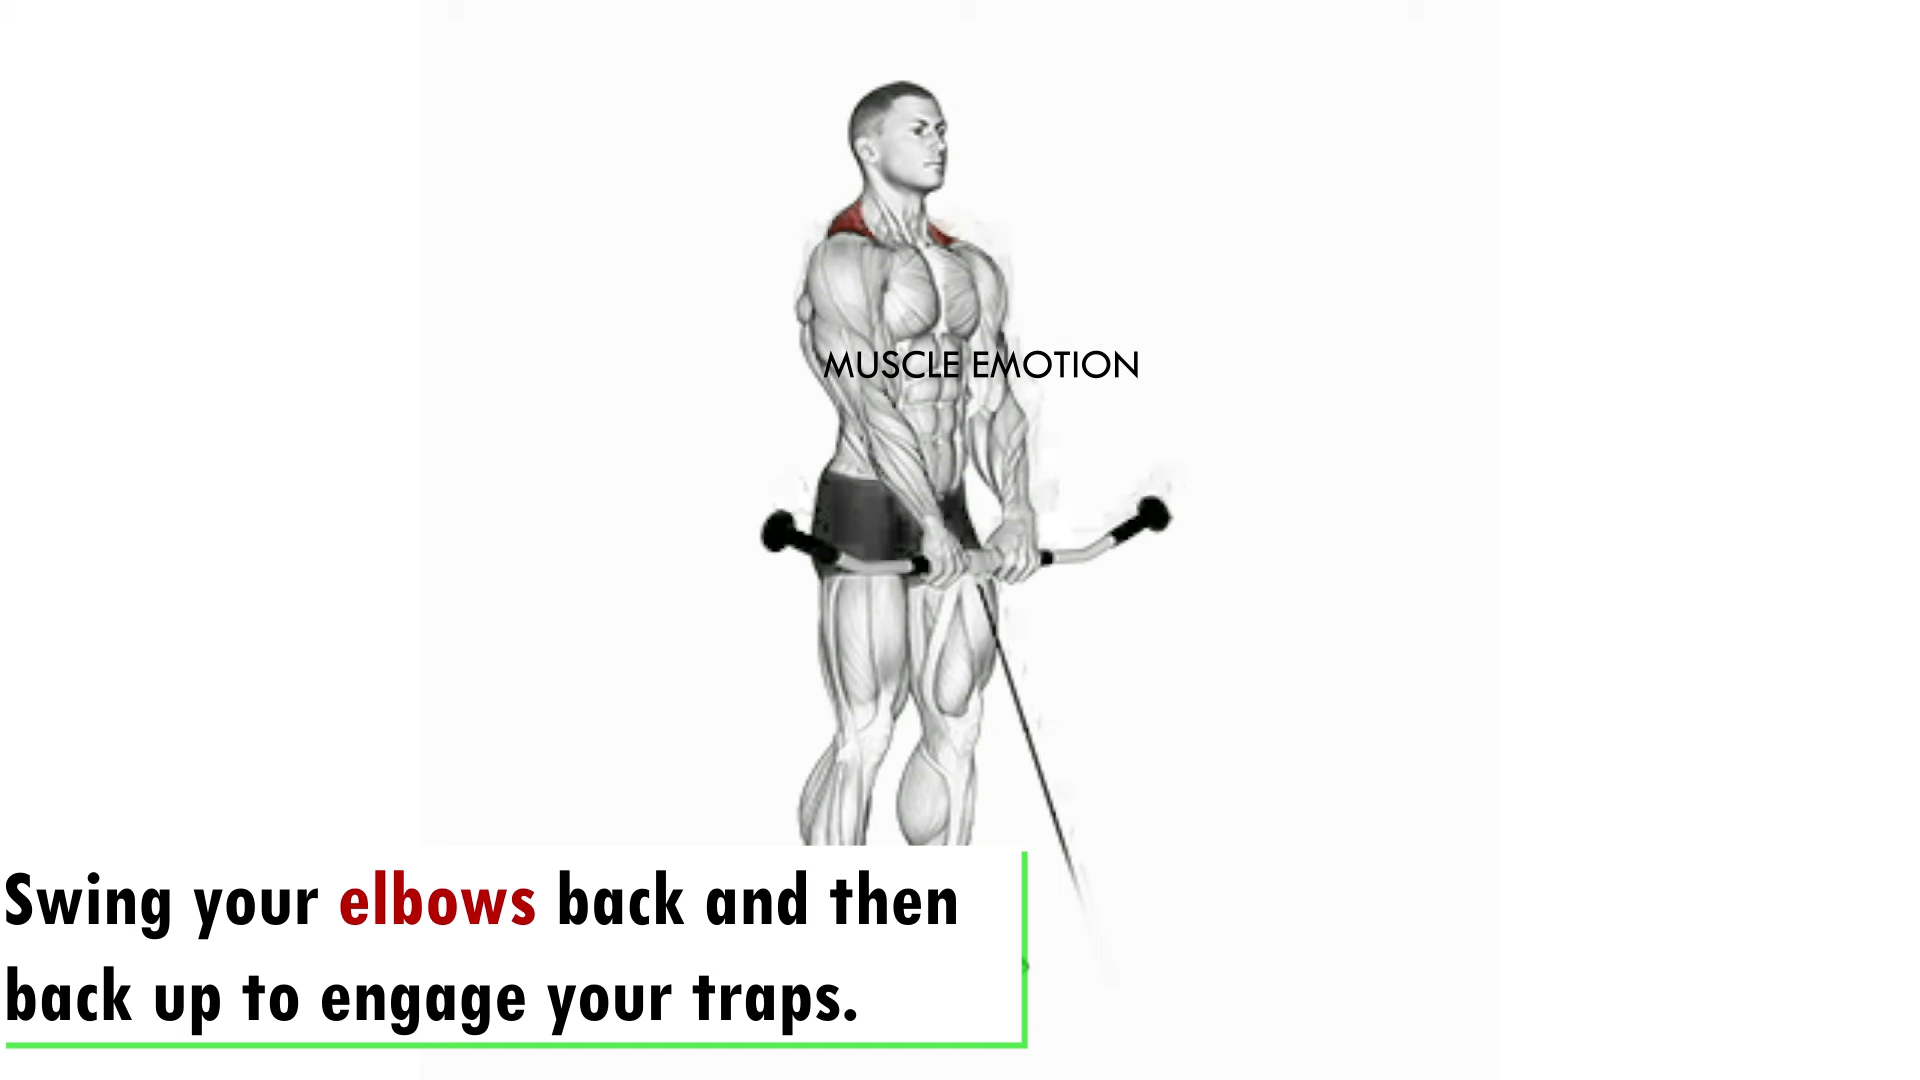 MUSCLE EMOTION
Swing your elbows back and then
back up to engage your traps.